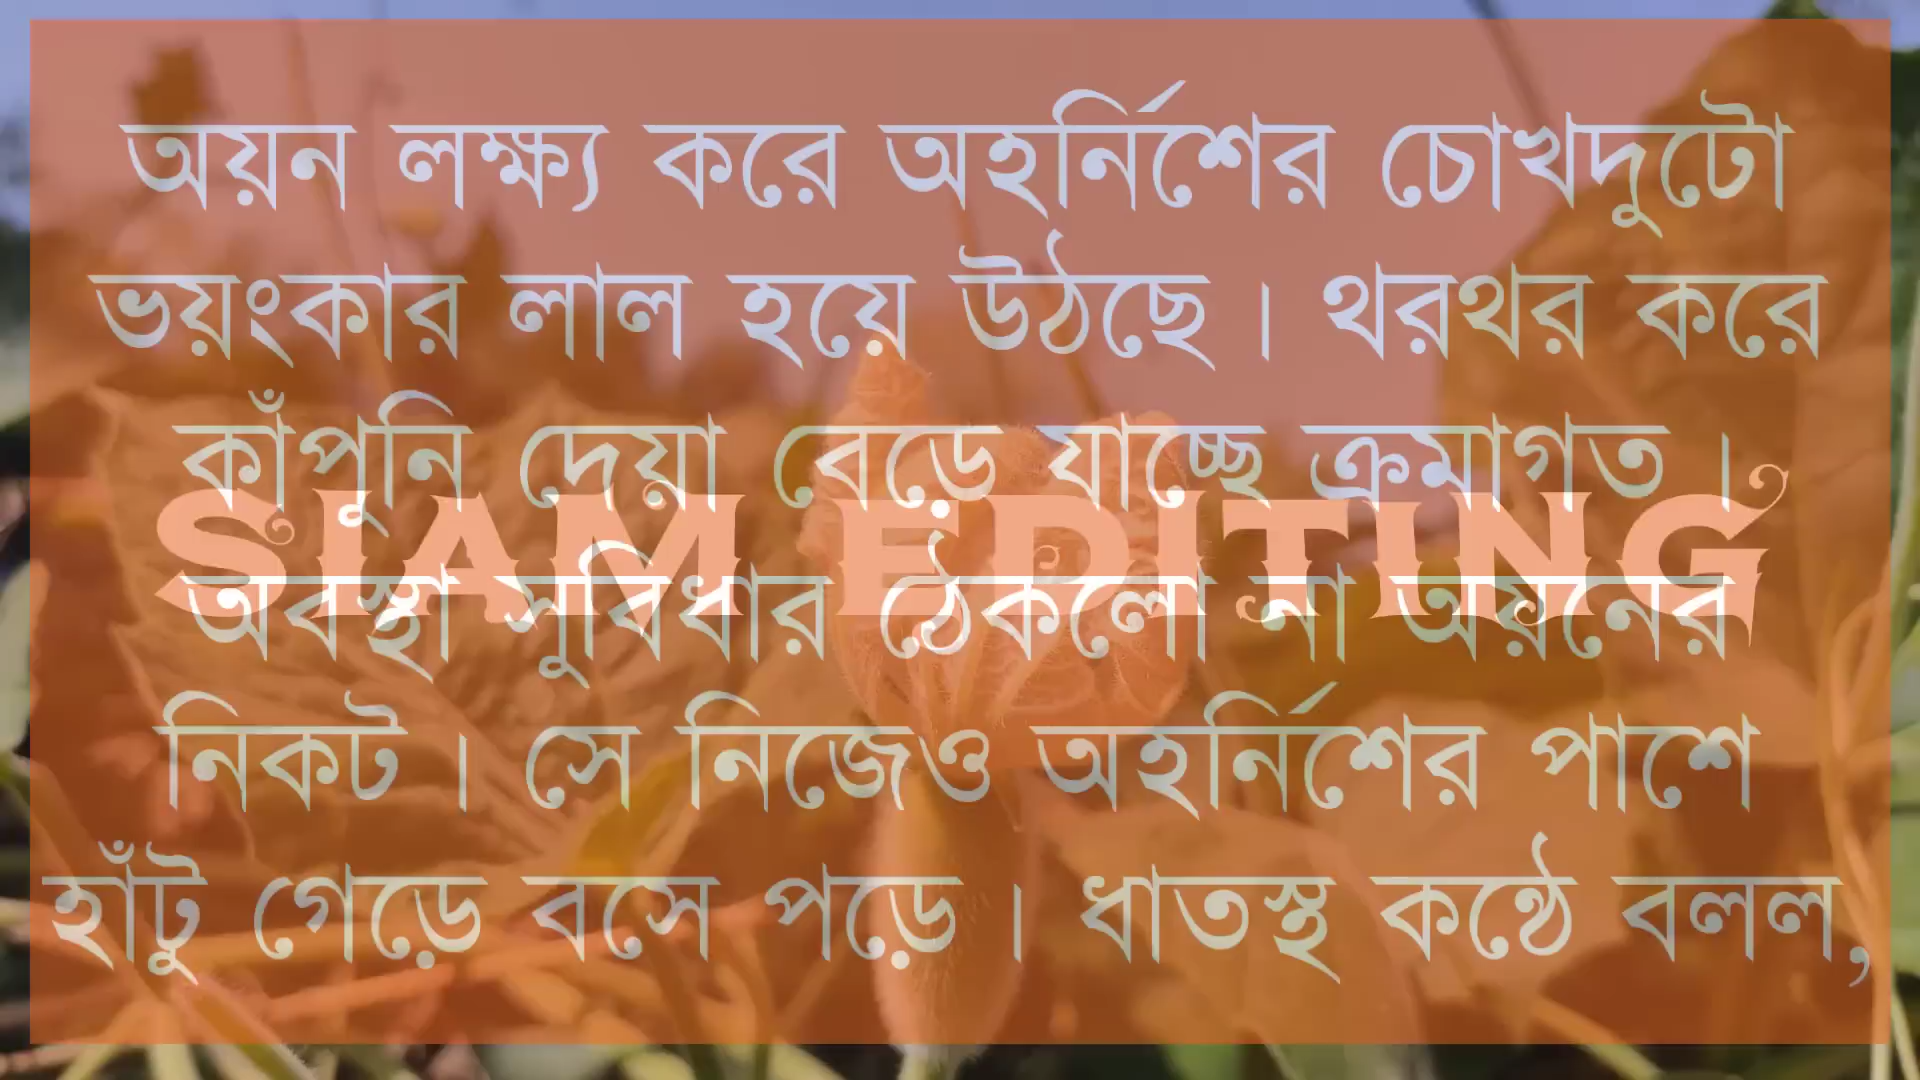 অয়ন লক্ষ্য করে অহর্নিশের চোখদুটো
ভয়ংকার লাল হয়ে উঠছে। থরথর করে
কাঁপুনি দেয়া বেড়ে যাচ্ছে ক্রমাগত।
SIAM EDITING
অবস্থা সুবিধার ঠেকলো না অয়নের
নিকট। সে নিজেও অহর্নিশের পাশে
হাঁটু গেড়ে বসে পড়ে। ধাতস্থ কন্ঠে বলল,